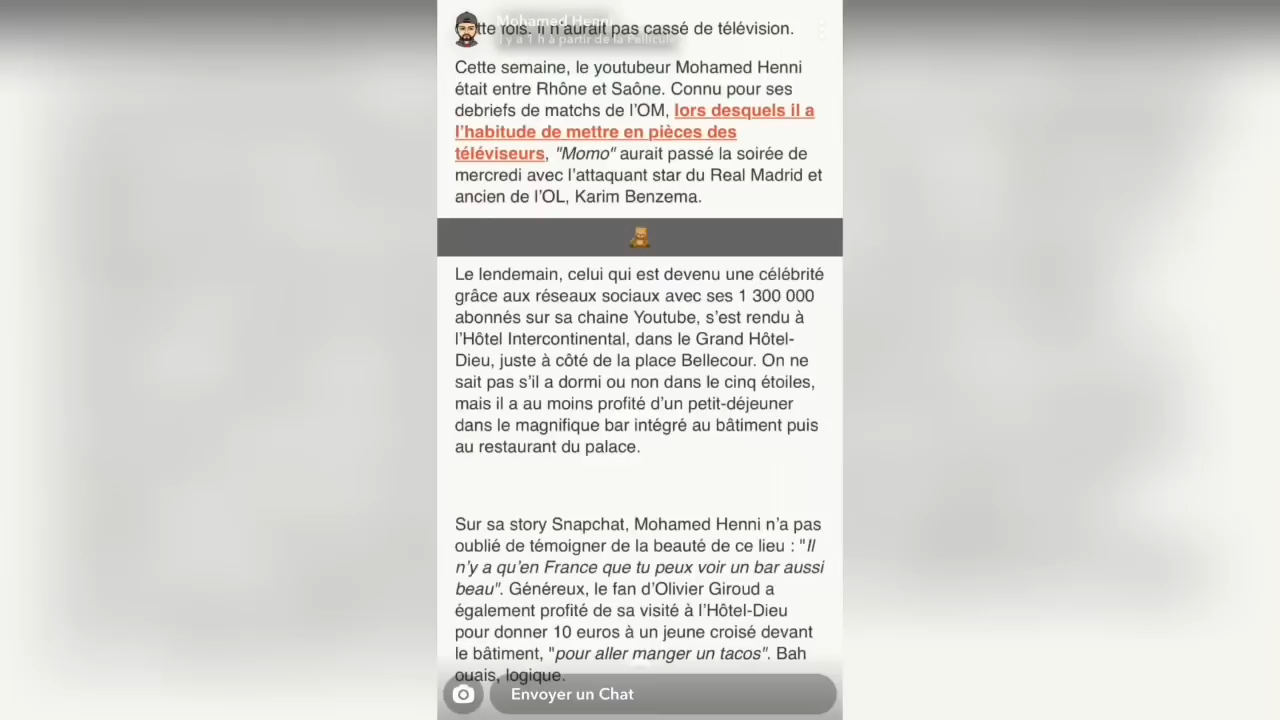 Mohamed Henni
Il y a 1 h à partir de la Pellicule
tte fois. il n'aurait pas cassé de télévision.
Cette semaine, le youtubeur Mohamed Henni
était entre Rhône et Saône. Connu pour ses
debriefs de matchs de l'OM, lors desquels il a
l'habitude de mettre en pièces des
téléviseurs, "Momo" aurait passé la soirée de
mercredi avec l'attaquant star du Real Madrid et
ancien de l'OL, Karim Benzema.
Le lendemain, celui qui est devenu une célébrité
grâce aux réseaux sociaux avec ses 1 300 000
abonnés sur sa chaine Youtube, s'est rendu à
l'Hôtel Intercontinental, dans le Grand Hôtel-
Dieu, juste à côté de la place Bellecour. On ne
sait pas s'il a dormi ou non dans le cinq étoiles,
mais il a au moins profité d'un petit-déjeuner
dans le magnifique bar intégré au bâtiment puis
au restaurant du palace.
Sur sa story Snapchat, Mohamed Henni n'a pas
oublié de témoigner de la beauté de ce lieu : "Il
n'y a qu'en France que tu peux voir un bar aussi
beau". Généreux, le fan d'Olivier Giroud a
également profité de sa visité à l'Hôtel-Dieu
pour donner 10 euros à un jeune croisé devant
le bâtiment, "pour aller manger un tacos". Bah
ouais, logique.
Envoyer un Chat